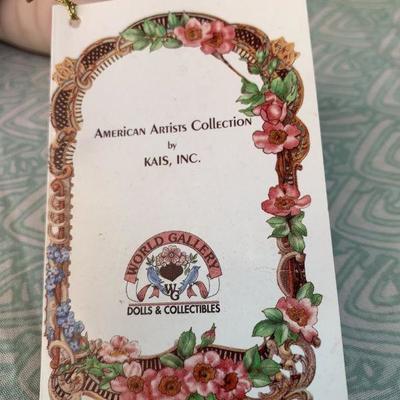 AMERICAN ARTISTS COLLECTION
by
KAIS, INC.
WORLD GALLERY
WG
DOLLS & COLLECTIBLES